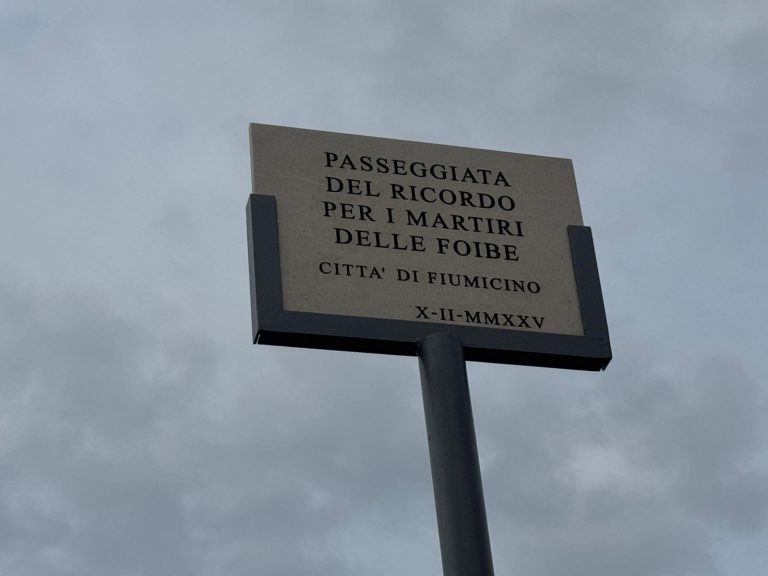 PASSEGGIATA
DEL RICORDO
PER I MARTIRI
DELLE FOIBE
CITTA' DI FIUMICINO
X-II-MMXXV